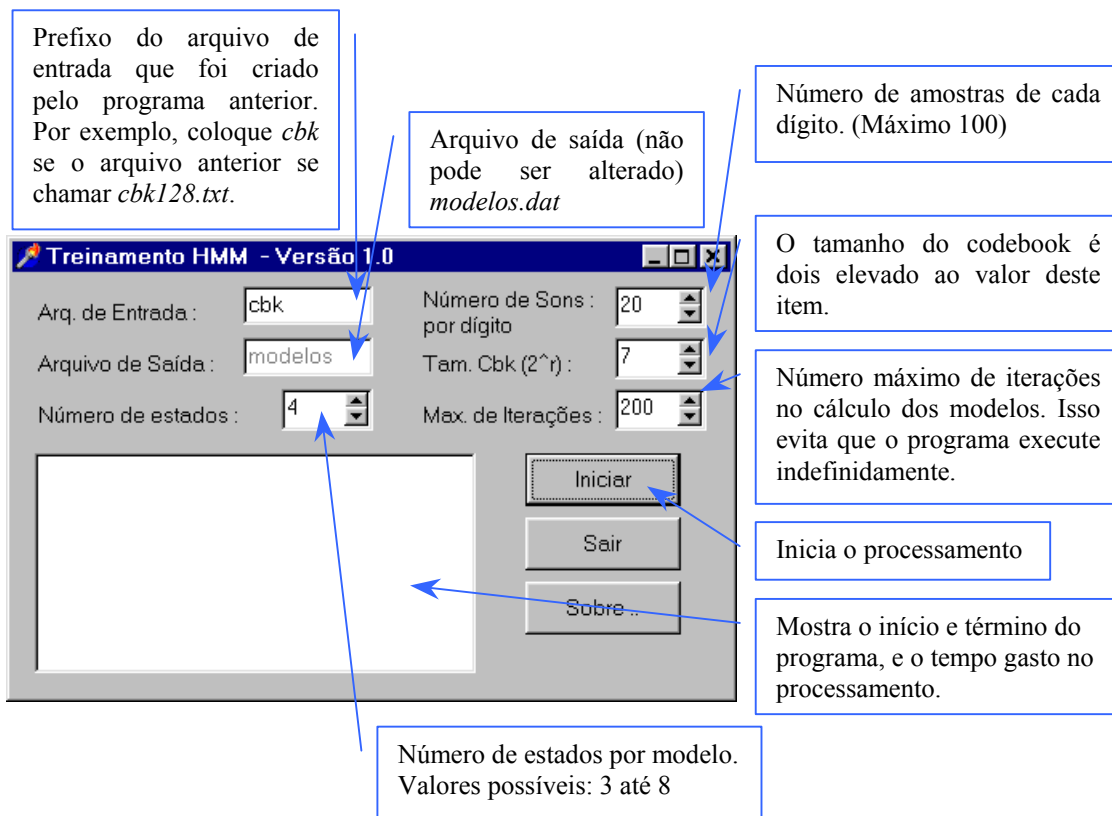 Prefixo do arquivo de
entrada que foi criado
pelo programa anterior.
Por exemplo, coloque cbk
se o arquivo anterior se
chamar cbk128.txt.
Arquivo de saída (não
pode ser alterado)
modelos.dat
Número de amostras de cada
dígito. (Máximo 100)
O tamanho do codebook é
dois elevado ao valor deste
item.
Número máximo de iterações
no cálculo dos modelos. Isso
evita que o programa execute
indefinidamente.
Inicia o processamento
Mostra o início e término do
programa, e o tempo gasto no
processamento.
Treinamento HMM - Versão 1.0
Arq. de Entrada : cbk
Arquivo de Saída : modelos
Número de estados : 4
Número de Sons : 20
por dígito
Tam. Cbk (2^r) : 7
Max. de Iterações : 200
Iniciar
Sair
Sobre ..
Número de estados por modelo.
Valores possíveis: 3 até 8